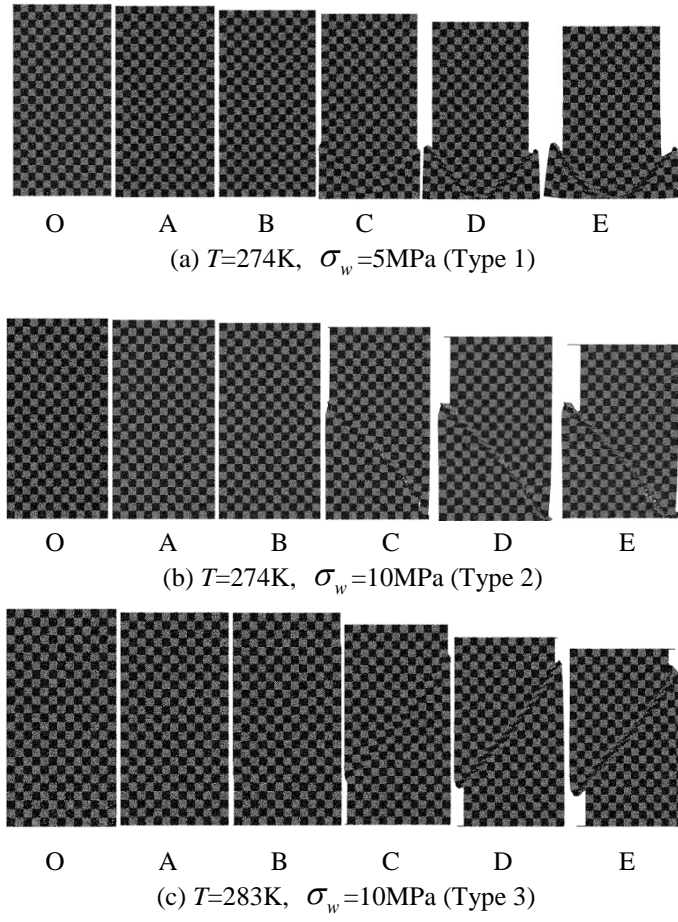 O A B C D E
(a) T=274K, σw=5MPa (Type 1)
O A B C D E
(b) T=274K, σw=10MPa (Type 2)
O A B C D E
(c) T=283K, σw=10MPa (Type 3)